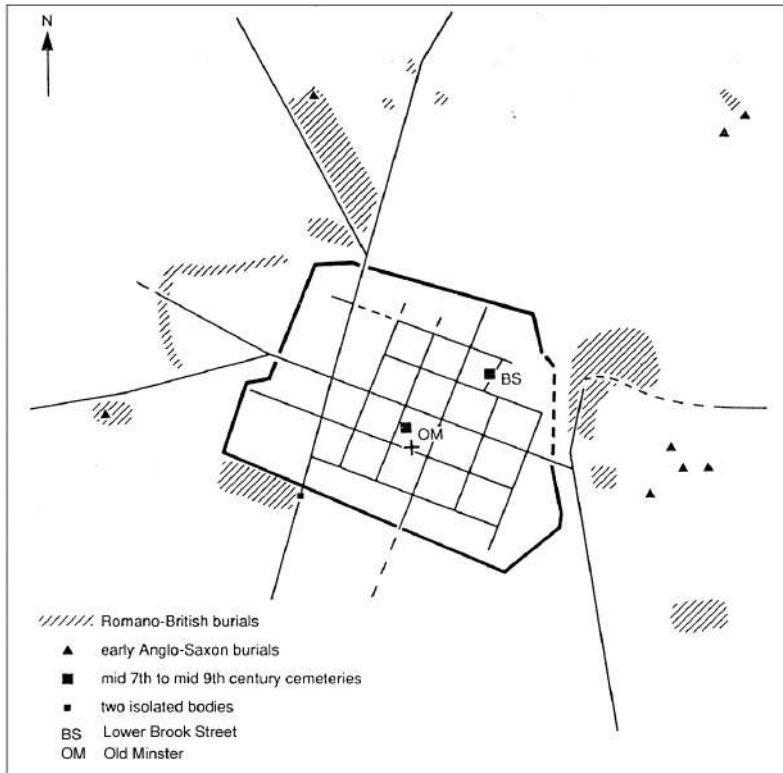 N
BS
OM
Romano-British burials
early Anglo-Saxon burials
mid 7th to mid 9th century cemeteries
two isolated bodies
BS Lower Brook Street
OM Old Minster